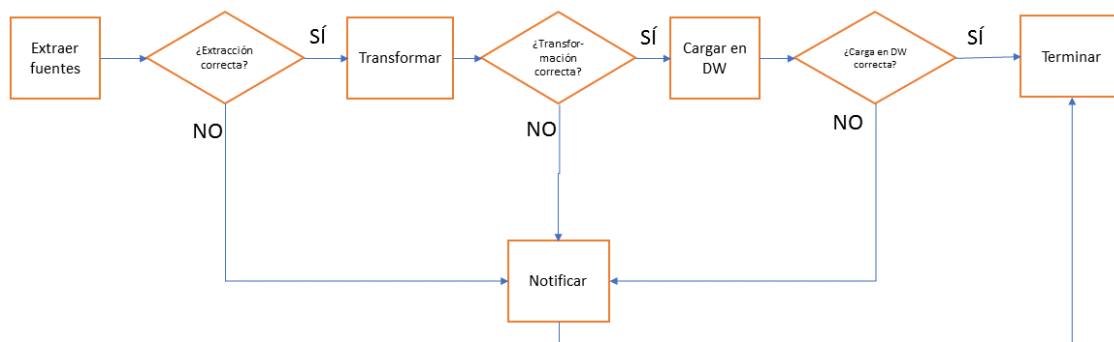 Extraer
fuentes
¿Extracción
correcta?
SÍ
NO
Transformar
¿Transfor-
mación
correcta?
SÍ
NO
Cargar en
DW
¿Carga en DW
correcta?
SÍ
NO
Terminar
Notificar